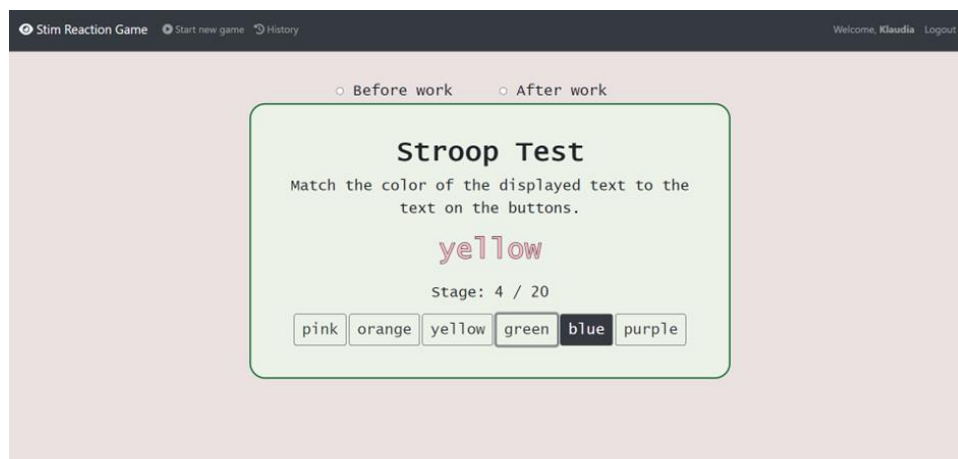 Stim Reaction Game Start new game History Welcome, Klaudia Logout
Before work After work
Stroop Test
Match the color of the displayed text to the
text on the buttons.
yellow
Stage: 4 / 20
pink orange yellow green blue purple